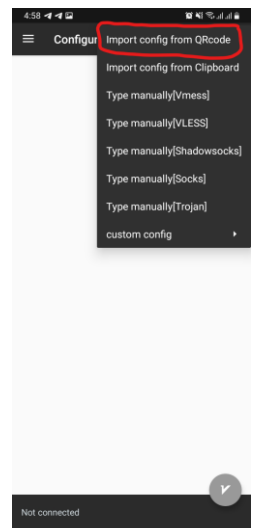 4:58
Configur
Import config from QRcode
Import config from Clipboard
Type manually[Vmess]
Type manually[VLESS]
Type manually[Shadowsocks]
Type manually[Socks]
Type manually[Trojan]
custom config
Not connected